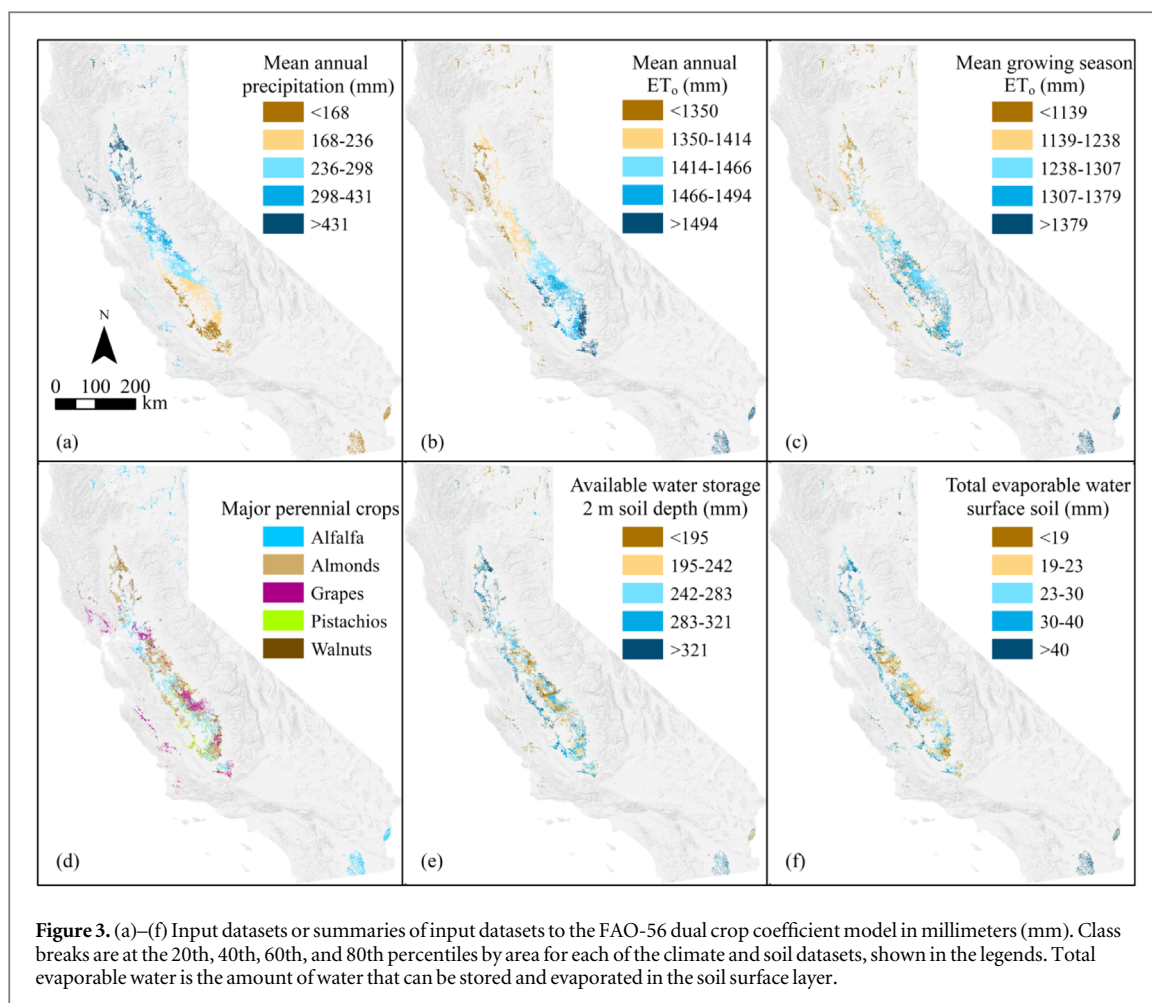 Mean annual
precipitation (mm)
<168
168-236
236-298
298-431
>431
N
0 100 200
km
(a)
Mean annual
ETo (mm)
<1350
1350-1414
1414-1466
1466-1494
>1494
(b)
Mean growing season
ETo (mm)
<1139
1139-1238
1238-1307
1307-1379
>1379
(c)
Major perennial crops
Alfalfa
Almonds
Grapes
Pistachios
Walnuts
(d)
Available water storage
2 m soil depth (mm)
<195
195-242
242-283
283-321
>321
(e)
Total evaporable water
surface soil (mm)
<19
19-23
23-30
30-40
>40
(f)
Figure 3. (a)–(f) Input datasets or summaries of input datasets to the FAO-56 dual crop coefficient model in millimeters (mm). Class
breaks are at the 20th, 40th, 60th, and 80th percentiles by area for each of the climate and soil datasets, shown in the legends. Total
evaporable water is the amount of water that can be stored and evaporated in the soil surface layer.